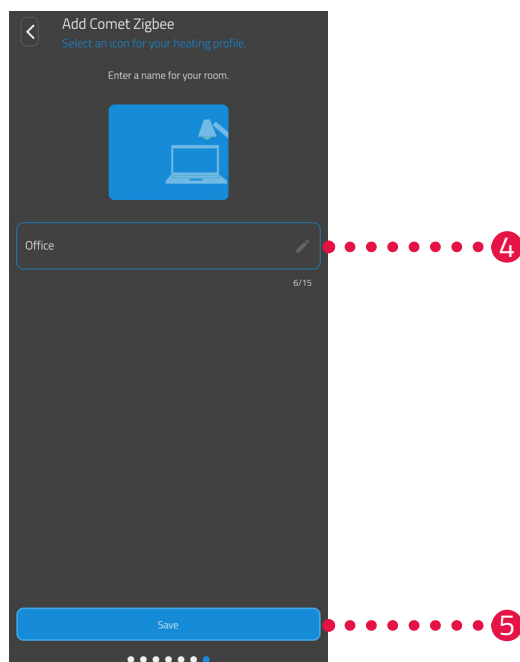 Add Comet Zigbee
Select an icon for your heating profile.
Enter a name for your room.
Office
4
6/15
Save
5